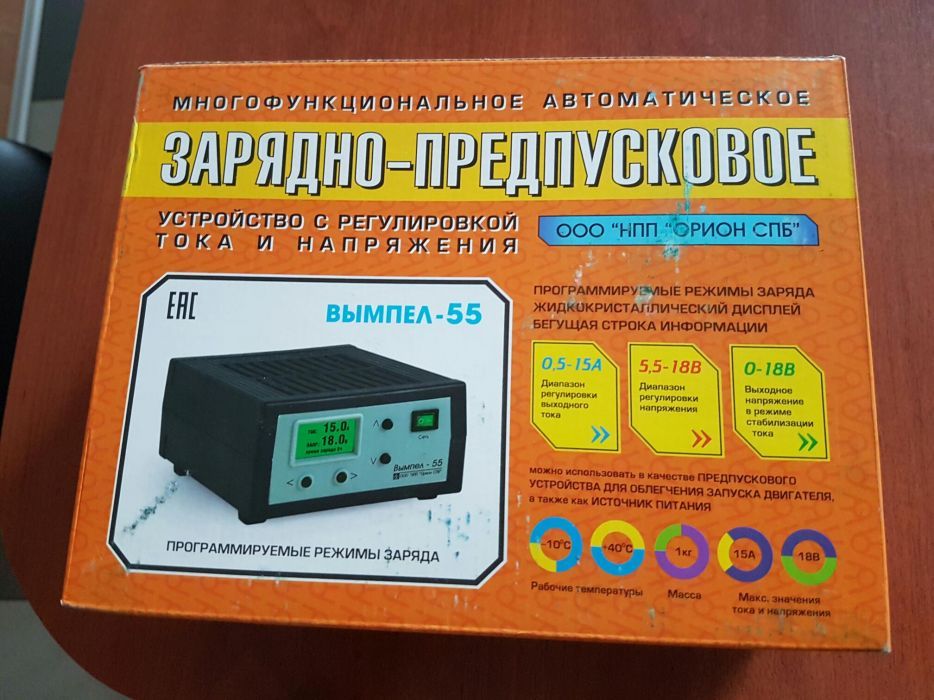 МНОГОФУНКЦИОНАЛЬНОЕ АВТОМАТИЧЕСКОЕ
ЗАРЯДНО-ПРЕДПУСКОВОЕ
УСТРОЙСТВО С РЕГУЛИРОВКОЙ
ТОКА И НАПРЯЖЕНИЯ
ООО "НПП "ОРИОН СПБ"
ЕАС
ВЫМПЕЛ-55
15.0
18.0
Сеть
Вымпел - 55
ПРОГРАММИРУЕМЫЕ РЕЖИМЫ ЗАРЯДА
ПРОГРАММИРУЕМЫЕ РЕЖИМЫ ЗАРЯДА
ЖИДКОКРИСТАЛЛИЧЕСКИЙ ДИСПЛЕЙ
БЕГУЩАЯ СТРОКА ИНФОРМАЦИИ
0,5-15А
Диапазон
регулировки
выходного
тока
5,5-18В
Диапазон
регулировки
напряжения
0-18В
Выходное
напряжение
в режиме
стабилизации
тока
можно использовать в качестве ПРЕДПУСКОВОГО
УСТРОЙСТВА ДЛЯ ОБЛЕГЧЕНИЯ ЗАПУСКА ДВИГАТЕЛЯ,
а также как ИСТОЧНИК ПИТАНИЯ
-10°С
+40°С
1кг
15А
18В
Рабочие температуры
Масса
Макс. значения
тока и напряжения